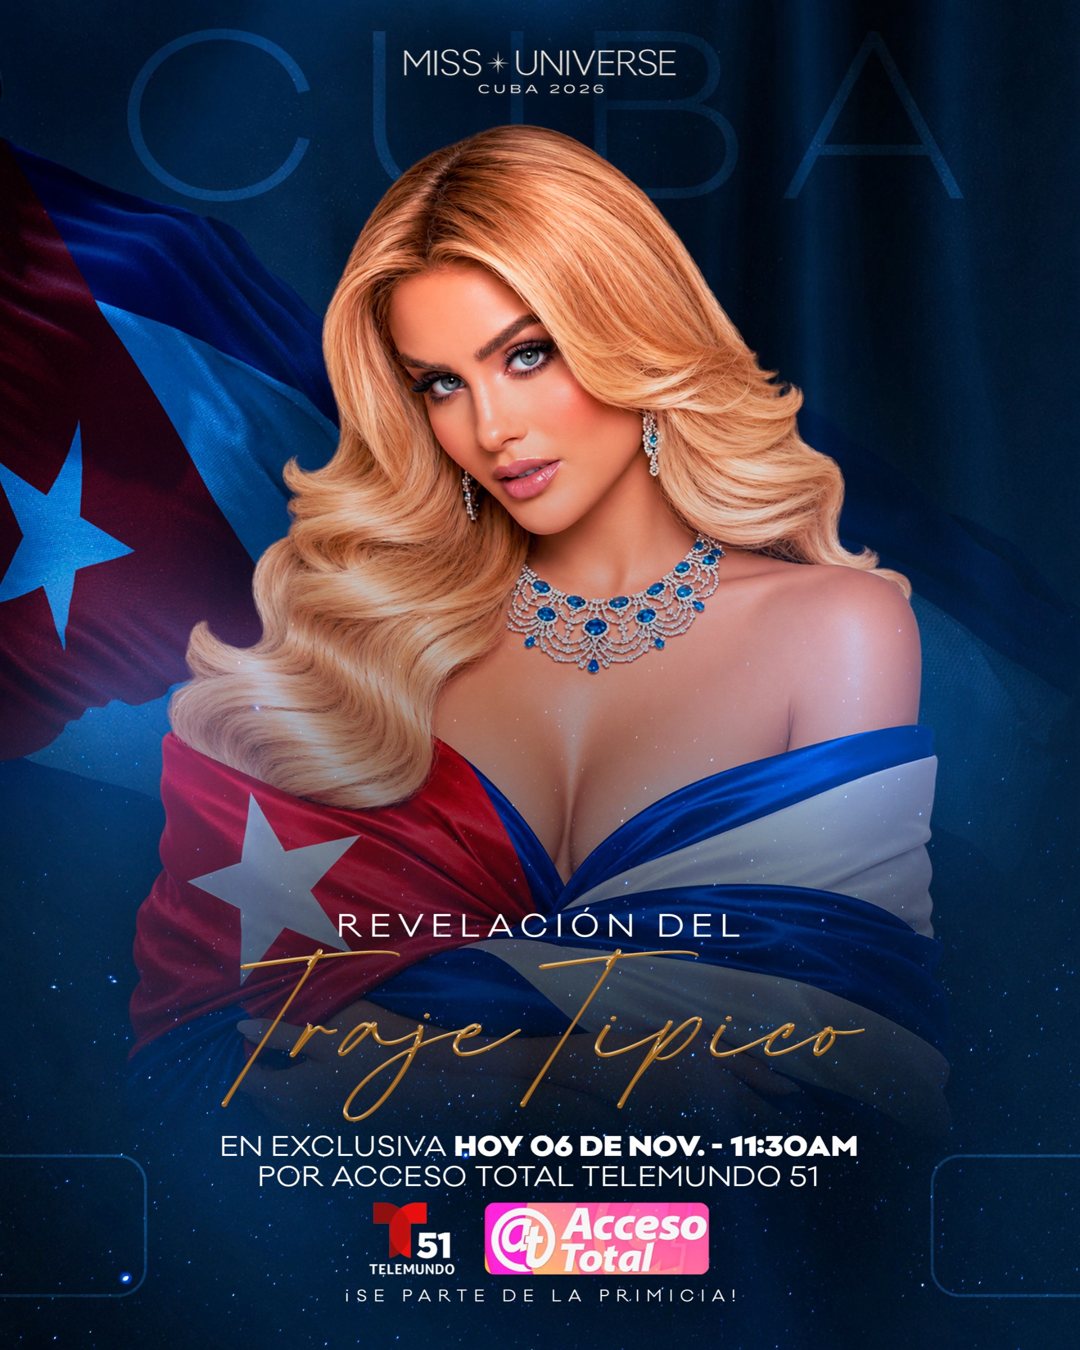 CUBA
MISS UNIVERSE
CUBA 2026
REVELACIÓN DEL
Traje Tipico
EN EXCLUSIVA HOY 06 DE NOV. - 11:30AM
POR ACCESO TOTAL TELEMUNDO 51
51
TELEMUNDO
@t Acceso
Total
¡SE PARTE DE LA PRIMICIA!